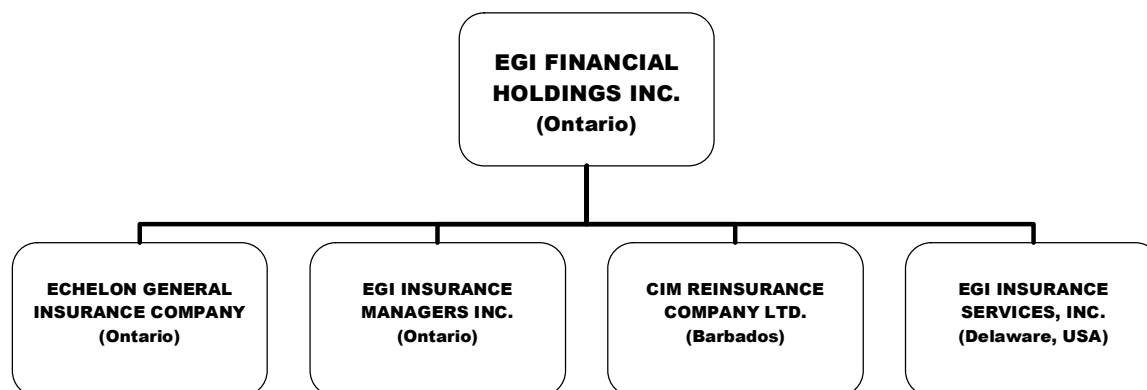 EGI FINANCIAL
HOLDINGS INC.
(Ontario)
ECHELON GENERAL
INSURANCE COMPANY
(Ontario)
EGI INSURANCE
MANAGERS INC.
(Ontario)
CIM REINSURANCE
COMPANY LTD.
(Barbados)
EGI INSURANCE
SERVICES, INC.
(Delaware, USA)